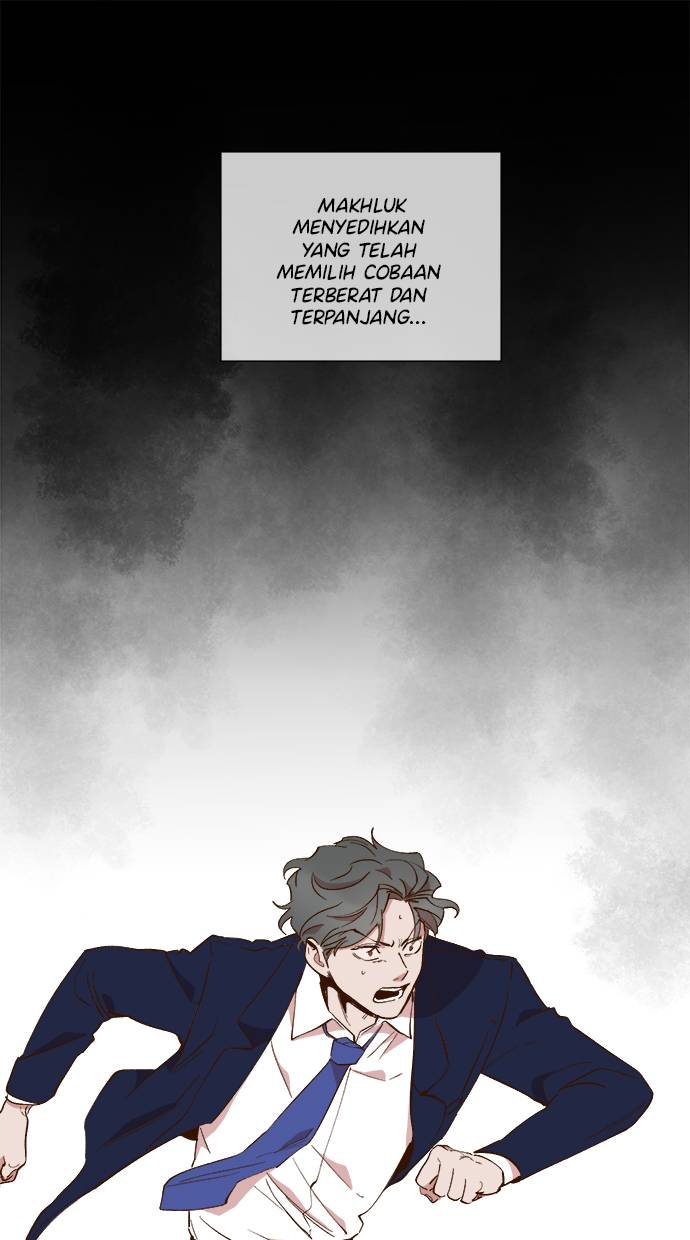 MAKHLUK
MENYEDIHKAN
YANG TELAH
MEMILIH COBAAN
TERBERAT DAN
TERPANJANG...